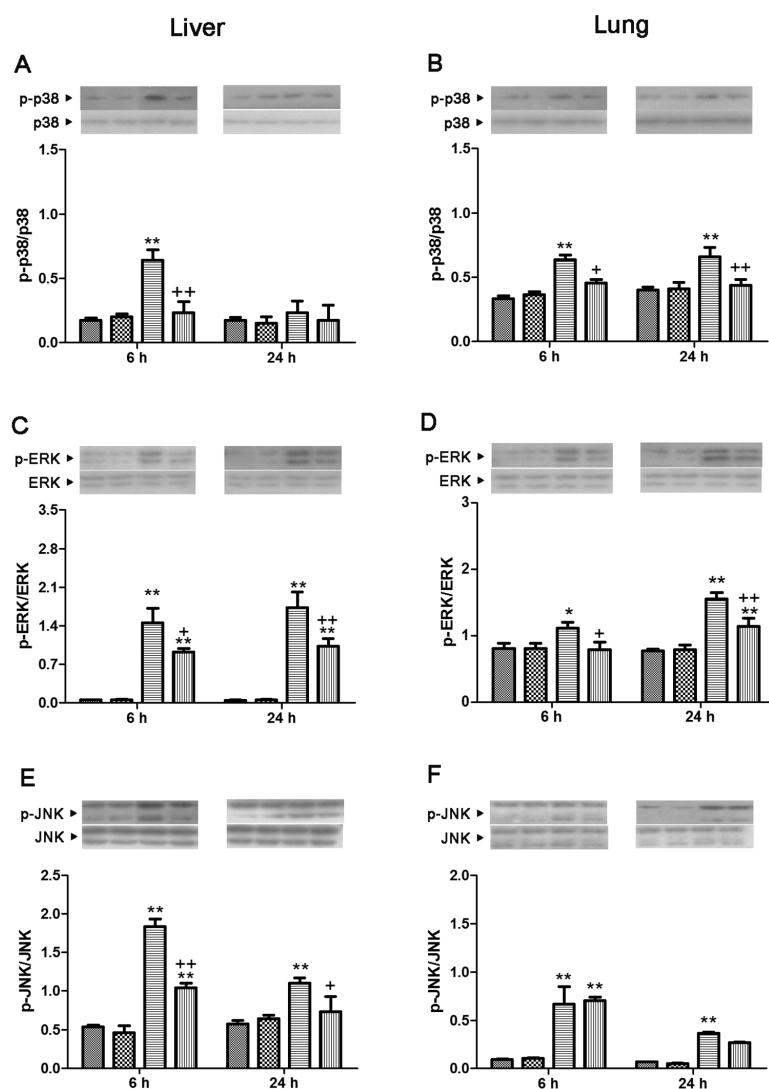 Liver
Lung
A
p-p38
p38
p-p38/p38
1.5
1.0
0.5
0.0
**
++
6 h
24 h
B
p-p38
p38
p-p38/p38
1.5
1.0
0.5
0.0
**
+
**
++
6 h
24 h
C
p-ERK
ERK
p-ERK/ERK
3.5
2.8
2.1
1.4
0.7
0.0
**
+
**
**
++
**
6 h
24 h
D
p-ERK
ERK
p-ERK/ERK
3
2
1
0
*
+
**
++
**
6 h
24 h
E
p-JNK
JNK
p-JNK/JNK
2.5
2.0
1.5
1.0
0.5
0.0
**
++
**
**
+
6 h
24 h
F
p-JNK
JNK
p-JNK/JNK
2.0
1.5
1.0
0.5
0
**
**
**
6 h
24 h